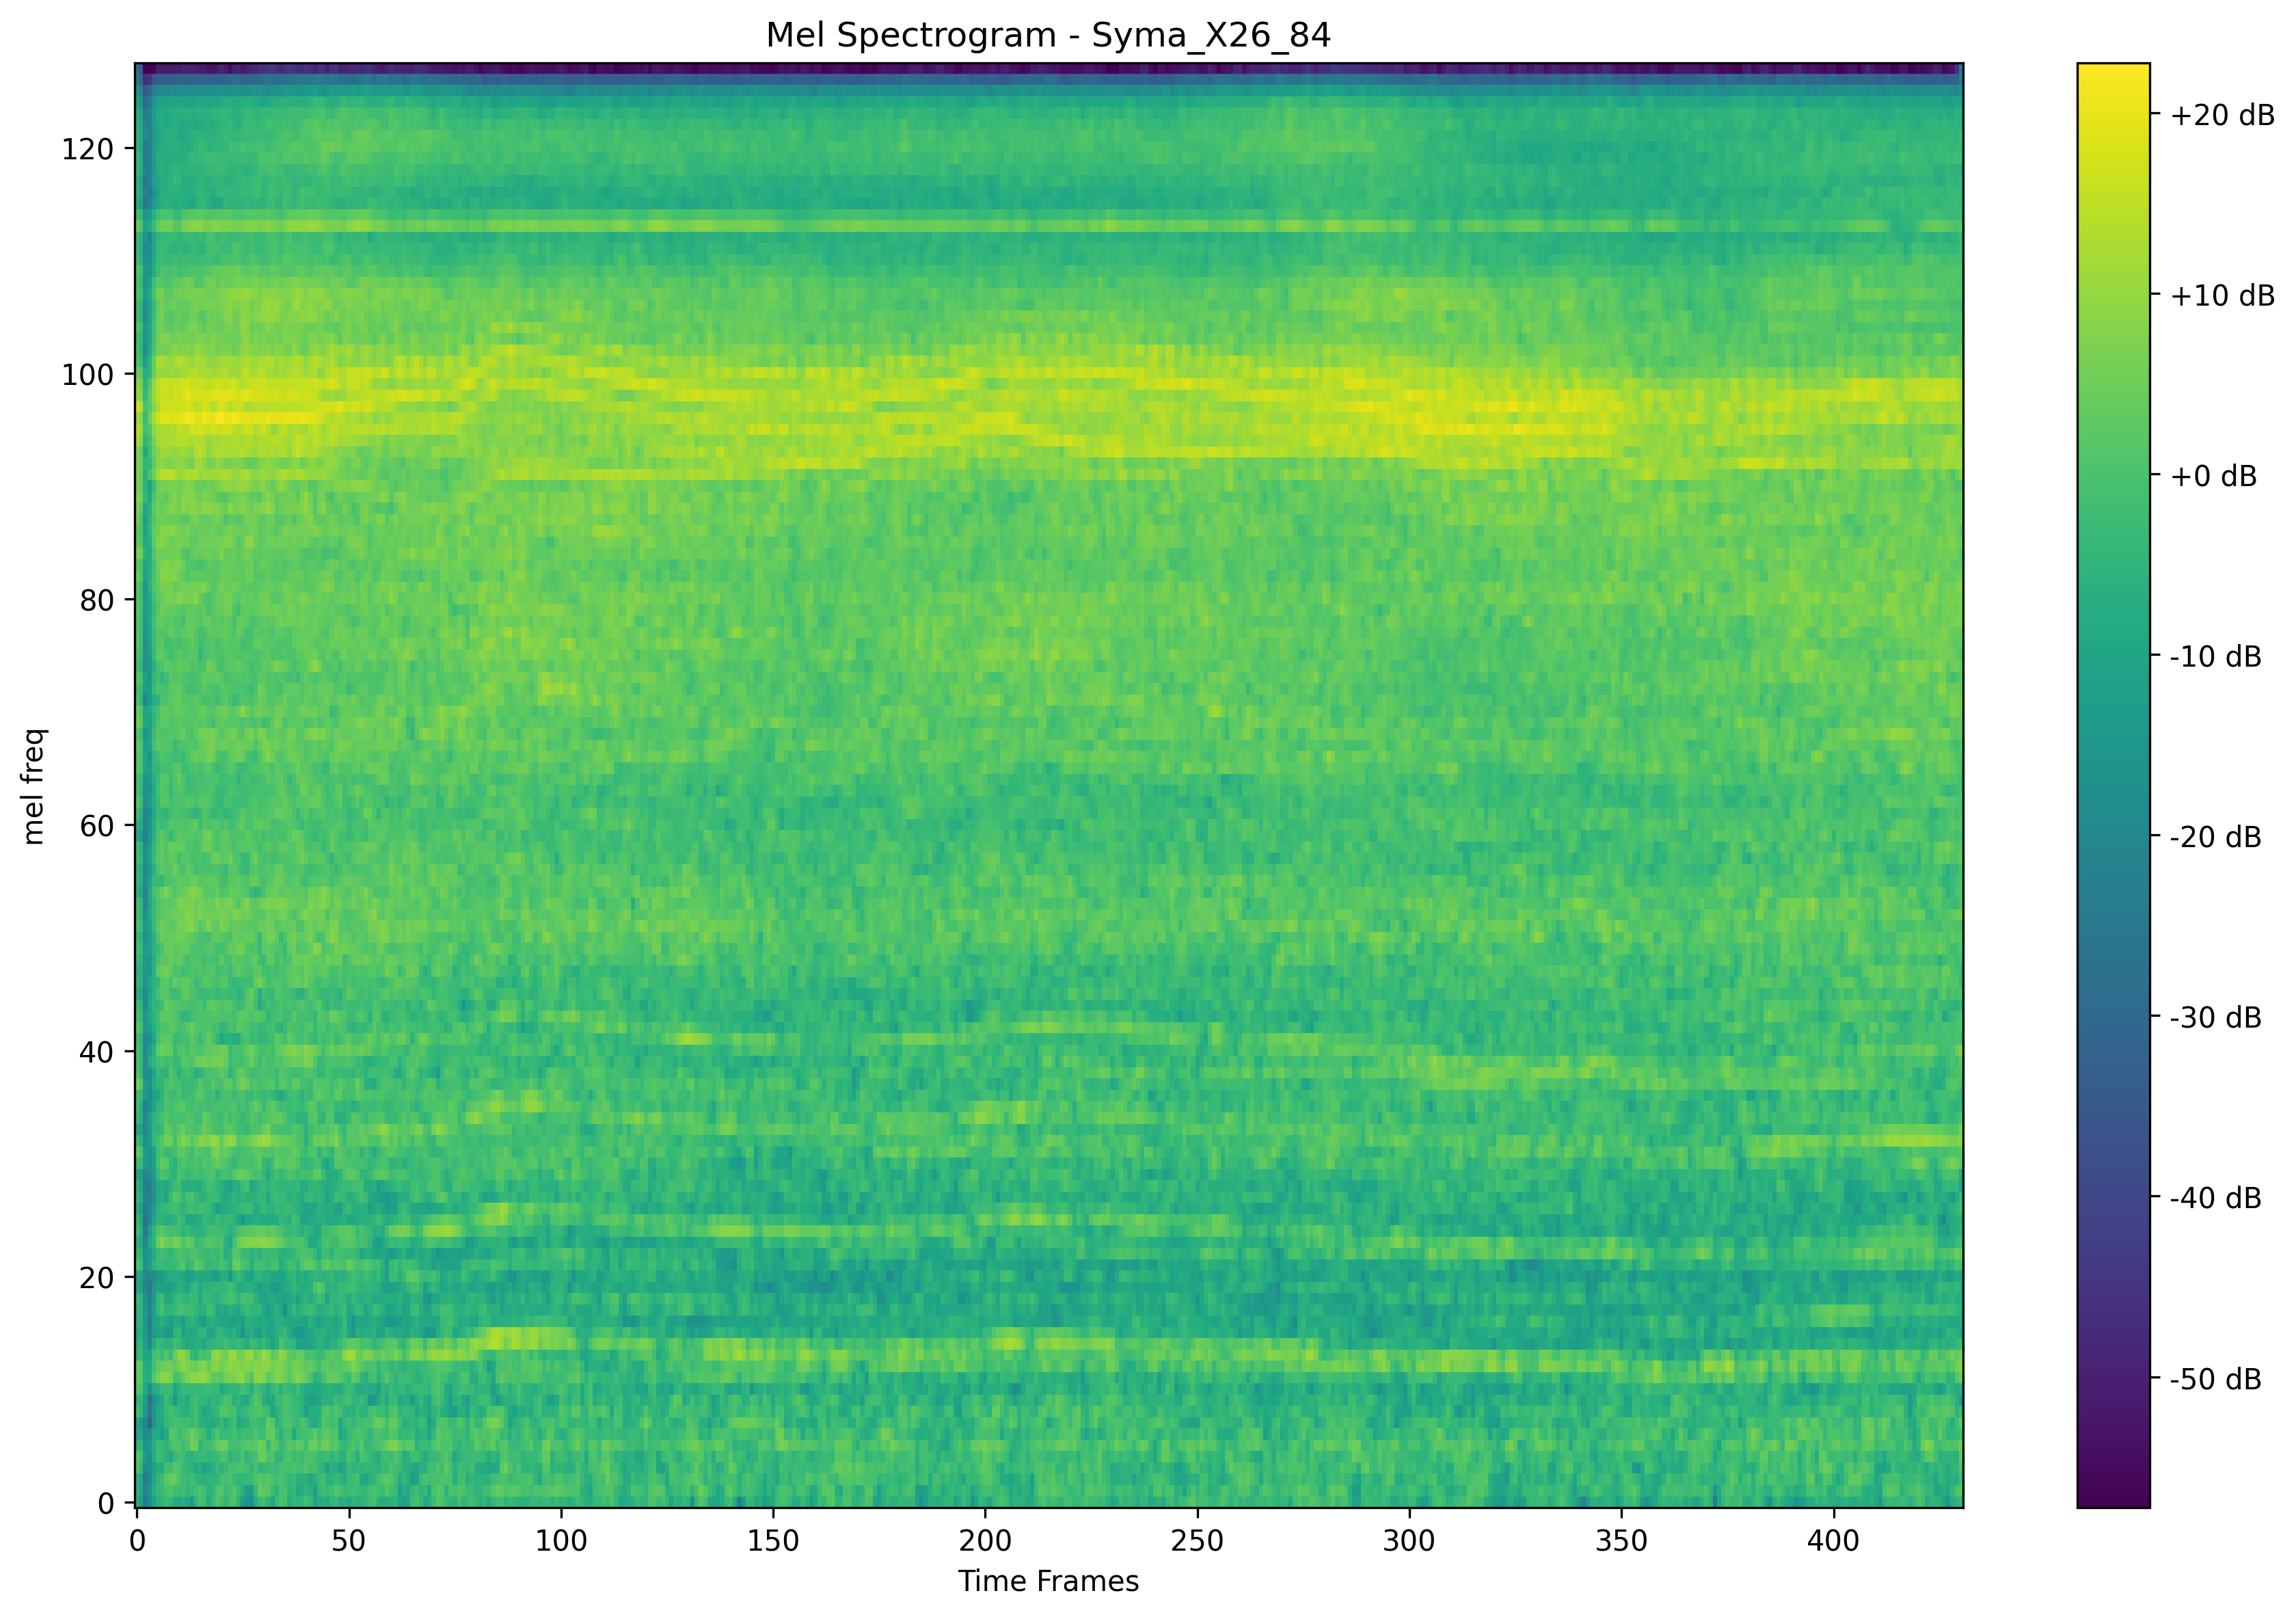 Mel Spectrogram - Syma_X26_84
mel freq
120
100
80
60
40
20
0
0 50 100 150 200 250 300 350 400
Time Frames
+20 dB
+10 dB
+0 dB
-10 dB
-20 dB
-30 dB
-40 dB
-50 dB